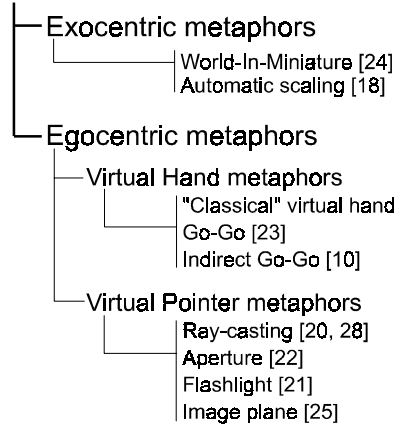 Exocentric metaphors
World-In-Miniature [24]
Automatic scaling [18]
Egocentric metaphors
Virtual Hand metaphors
"Classical" virtual hand
Go-Go [23]
Indirect Go-Go [10]
Virtual Pointer metaphors
Ray-casting [20, 28]
Aperture [22]
Flashlight [21]
Image plane [25]